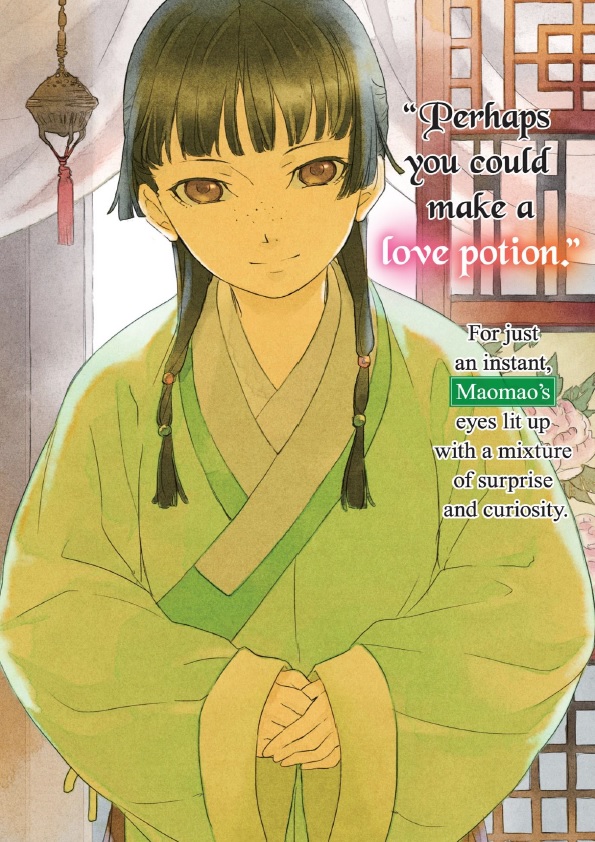 “Perhaps
you could
make a
love potion.”
For just
an instant,
Maomao’s
eyes lit up
with a mixture
of surprise
and curiosity.